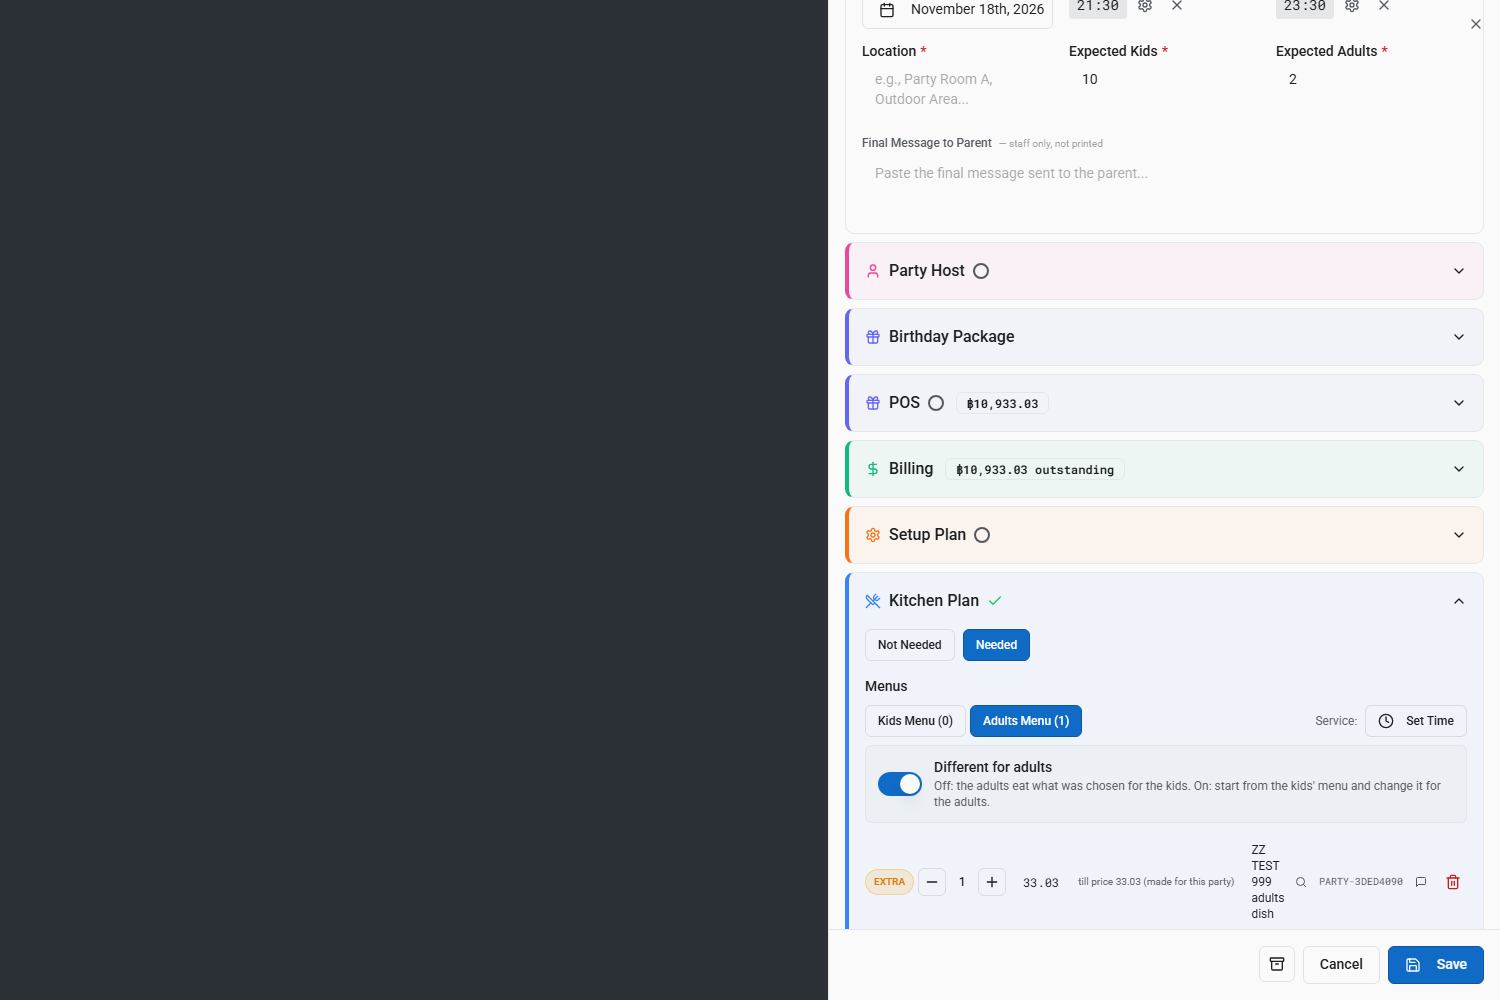 November 18th, 2026
21:30
23:30
Location *
Expected Kids *
Expected Adults *
e.g., Party Room A,
Outdoor Area...
10
2
Final Message to Parent — staff only, not printed
Paste the final message sent to the parent...
Party Host
Birthday Package
POS
฿10,933.03
Billing
฿10,933.03 outstanding
Setup Plan
Kitchen Plan
Not Needed
Needed
Menus
Kids Menu (0)
Adults Menu (1)
Service:
Set Time
Different for adults
Off: the adults eat what was chosen for the kids. On: start from the kids' menu and change it for
the adults.
EXTRA
1
33.03
till price 33.03 (made for this party)
ZZ
TEST
999
adults
dish
PARTY-3DED4090
Cancel
Save